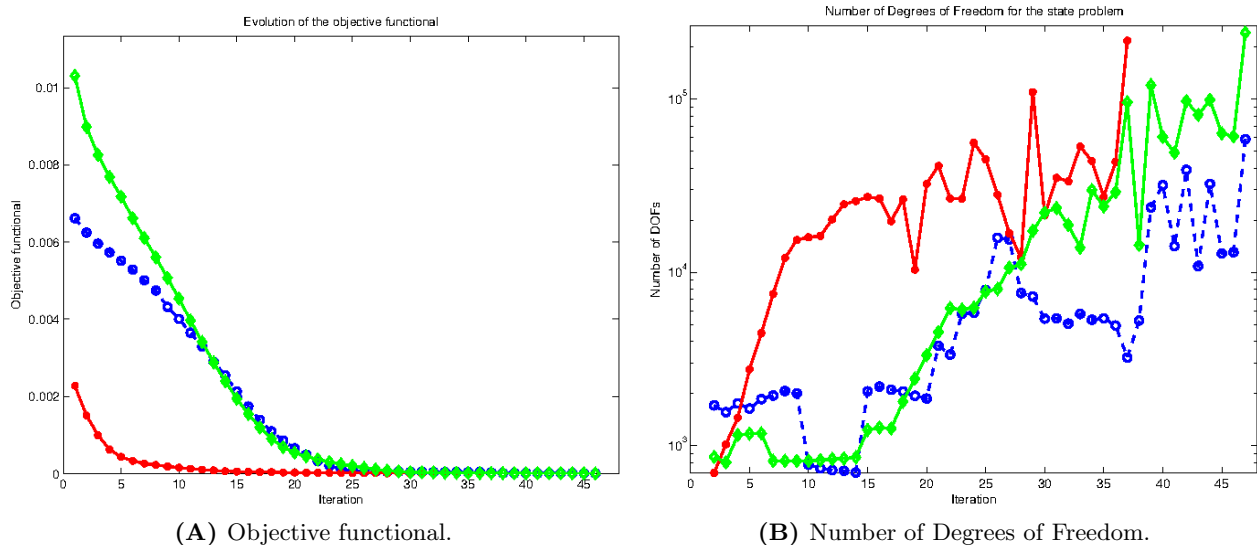 Evolution of the objective functional
Objective functional
0.01
0.008
0.006
0.004
0.002
0
0 5 10 15 20 25 30 35 40 45
Iteration
(A) Objective functional.
Number of Degrees of Freedom for the state problem
Number of DOFs
10^5
10^4
10^3
0 5 10 15 20 25 30 35 40 45
Iteration
(B) Number of Degrees of Freedom.